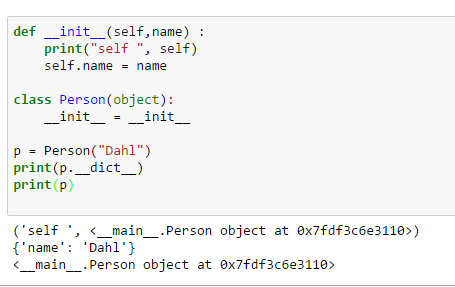 def __init__(self,name) :
    print("self ", self)
    self.name = name
class Person(object):
    __init__ = __init__
p = Person("Dahl")
print(p.__dict__)
print(p)
('self ', <__main__.Person object at 0x7fdf3c6e3110>)
{'name': 'Dahl'}
<__main__.Person object at 0x7fdf3c6e3110>